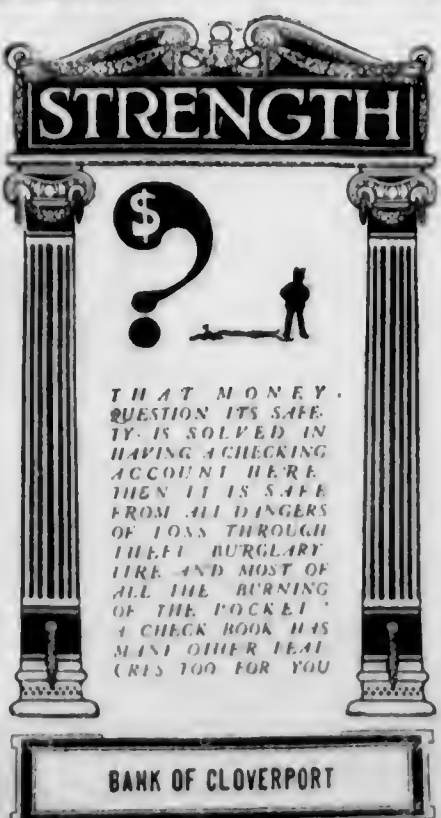 STRENGTH
$
?
THAT MONEY
QUESTION ITS SAFE-
TY- IS SOLVED IN
HAVING A CHECKING
ACCOUNT HERE
THEN IT IS SAFE
FROM ALL DANGERS
OF LOSS THROUGH
THEFT BURGLARY
FIRE AND MOST OF
ALL THE BURNING
OF THE POCKET
A CHECK BOOK HAS
MANY OTHER FEAT
URES TOO FOR YOU
BANK OF CLOVERPORT